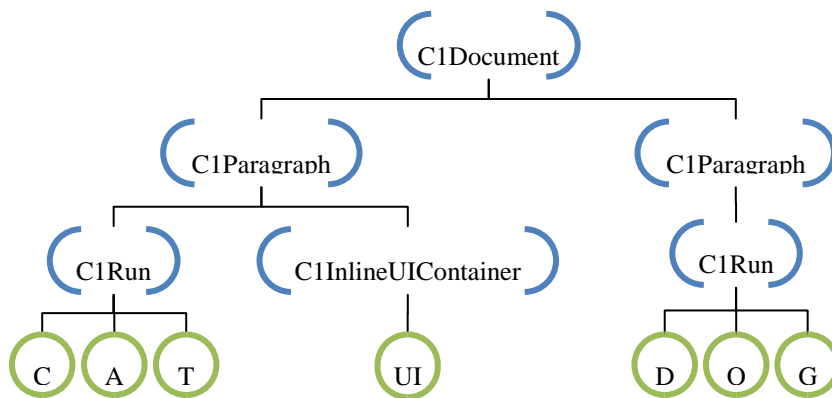 C1Document
C1Paragraph C1Paragraph
C1Run C1InlineUIContainer C1Run
C A T UI D O G